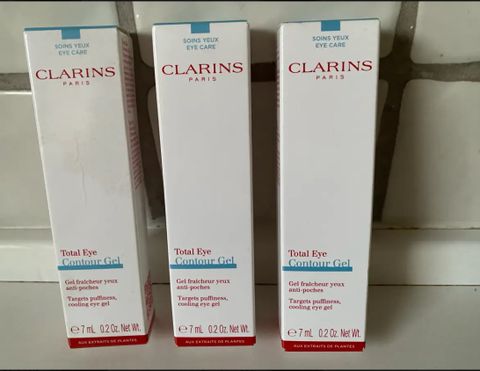 SOINS YEUX
EYE CARE
CLARINS
PARIS
Total Eye
Contour Gel
Gel fraîcheur yeux
anti-poches
Targets puffiness,
cooling eye gel
℮ 7 mL 0.2 Oz. Net Wt.
AUX EXTRAITS DE PLANTES
SOINS YEUX
EYE CARE
CLARINS
PARIS
Total Eye
Contour Gel
Gel fraîcheur yeux
anti-poches
Targets puffiness,
cooling eye gel
℮ 7 mL 0.2 Oz. Net Wt.
AUX EXTRAITS DE PLANTES
SOINS YEUX
EYE CARE
CLARINS
PARIS
Total Eye
Contour Gel
Gel fraîcheur yeux
anti-poches
Targets puffiness,
cooling eye gel
℮ 7 mL 0.2 Oz. Net Wt.
AUX EXTRAITS DE PLANTES